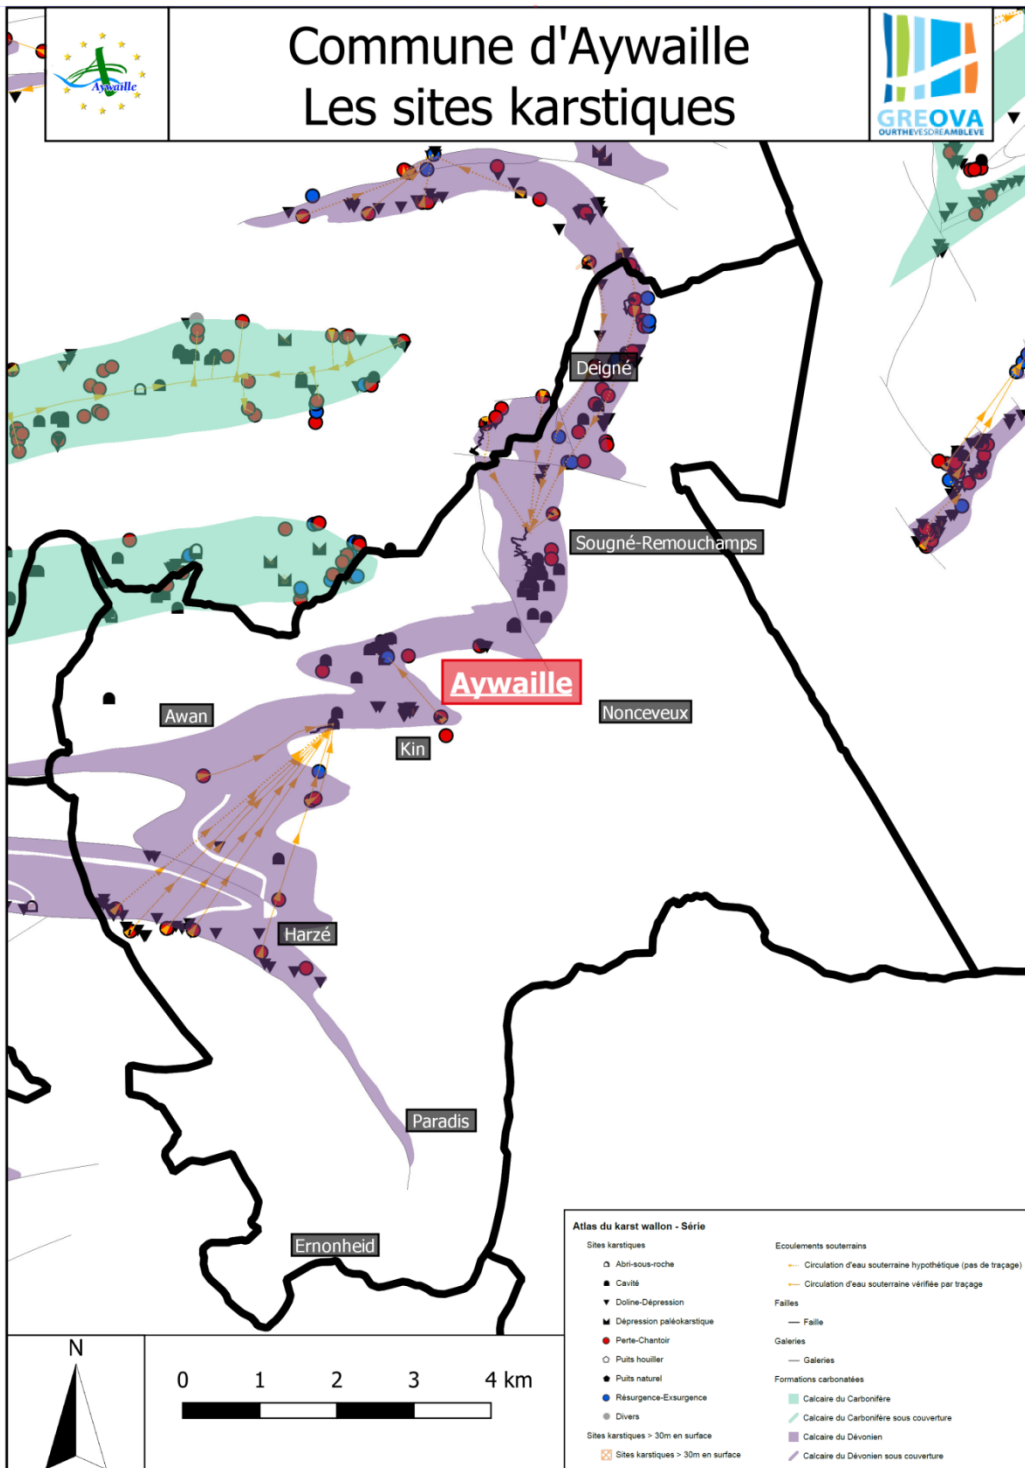 Commune d'Aywaille
Les sites karstiques
Aywaille
GREOVA
OURTHEVESDREAMBLEVE
Deigné
Sougné-Remouchamps
Aywaille
Awan
Nonceveux
Kin
Harzé
Paradis
Ernonheid
N
0 1 2 3 4 km
Atlas du karst wallon - Série
Sites karstiques
Abri-sous-roche
Cavité
Doline-Dépression
Dépression paléokarstique
Perte-Chantoir
Puits houiller
Puits naturel
Résurgence-Exsurgence
Divers
Sites karstiques > 30m en surface
Sites karstiques > 30m en surface
Ecoulements souterrains
Circulation d'eau souterraine hypothétique (pas de traçage)
Circulation d'eau souterraine vérifiée par traçage
Failles
Faille
Galeries
Galeries
Formations carbonatées
Calcaire du Carbonifère
Calcaire du Carbonifère sous couverture
Calcaire du Dévonien
Calcaire du Dévonien sous couverture